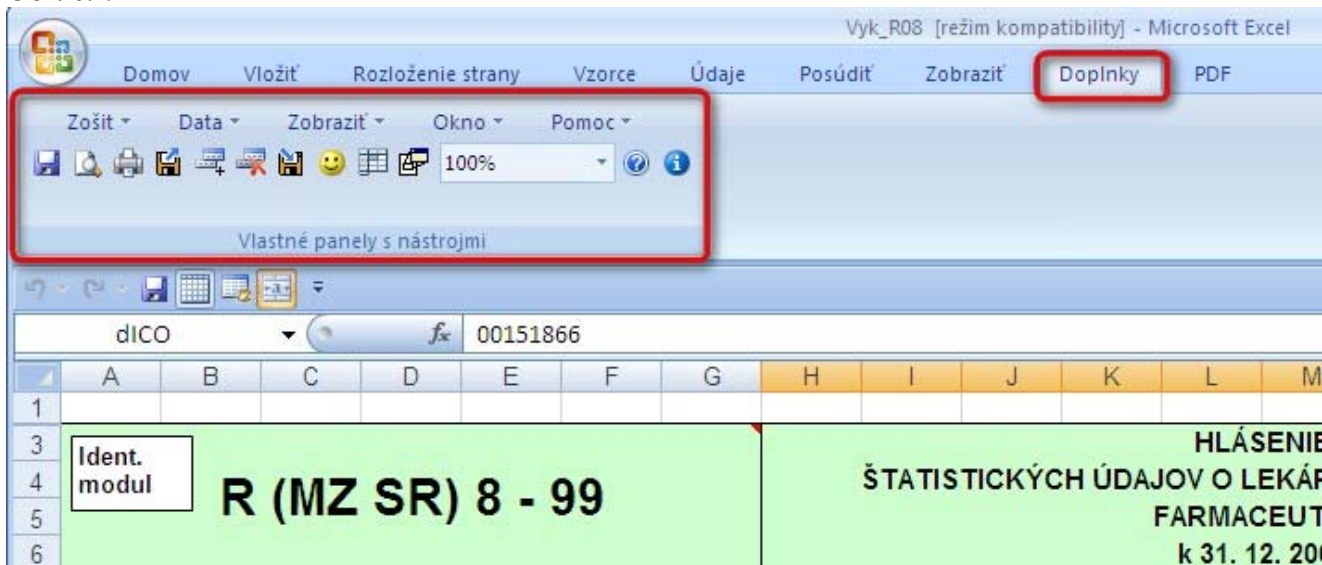 Vyk_R08 [režim kompatibility] - Microsoft Excel
Domov Vložiť Rozloženie strany Vzorce Údaje Posúdiť Zobraziť Doplnky PDF
Zošit Data Zobraziť Okno Pomoc
100%
Vlastné panely s nástrojmi
dICO fx 00151866
A B C D E F G H I J K L M
1
3 Ident. HLÁSENIE
4 modul R (MZ SR) 8 - 99 ŠTATISTICKÝCH ÚDAJOV O LEKÁR
5 FARMACEUT
6 k 31. 12. 200